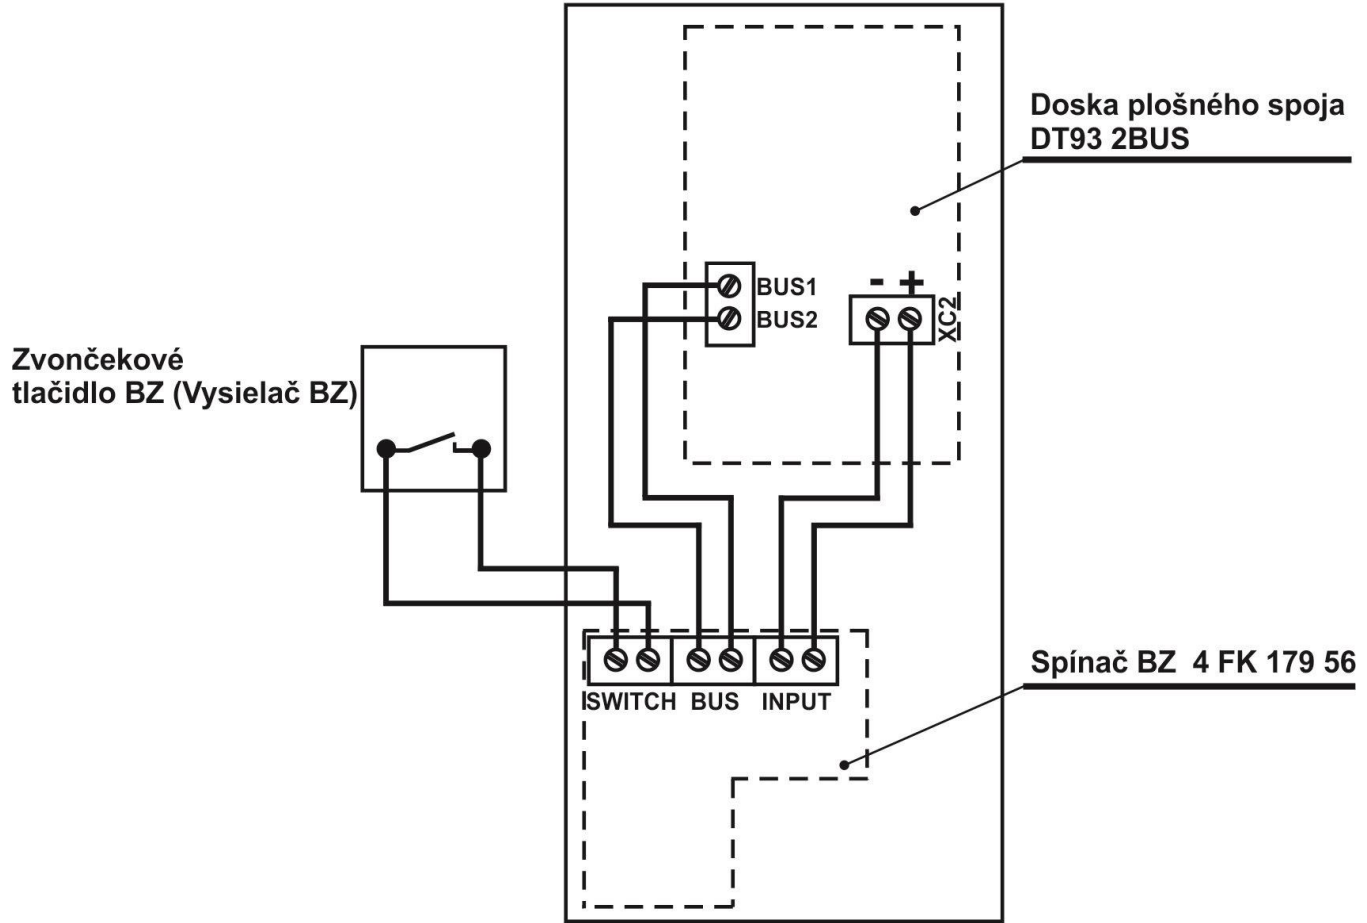 Doska plošného spoja
DT93 2BUS
BUS1
BUS2
- +
XC2
Zvončekové
tlačidlo BZ (Vysielač BZ)
Spínač BZ 4 FK 179 56
SWITCH BUS INPUT